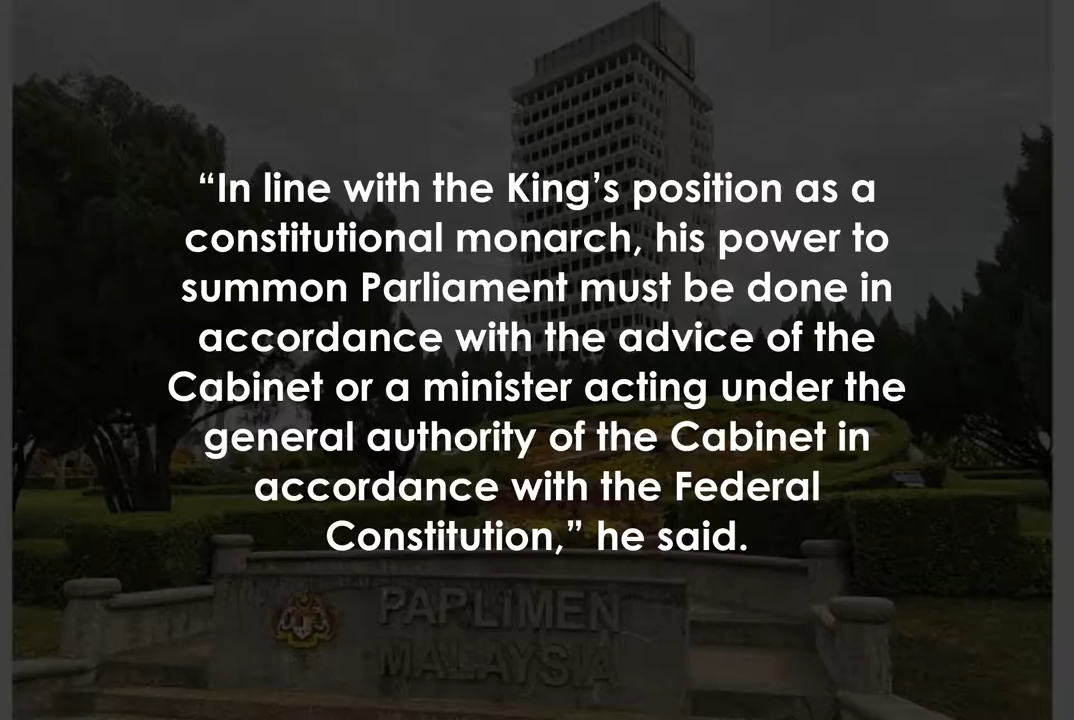 “In line with the King’s position as a
constitutional monarch, his power to
summon Parliament must be done in
accordance with the advice of the
Cabinet or a minister acting under the
general authority of the Cabinet in
accordance with the Federal
Constitution,” he said.
PARLIMEN
MALAYSIA